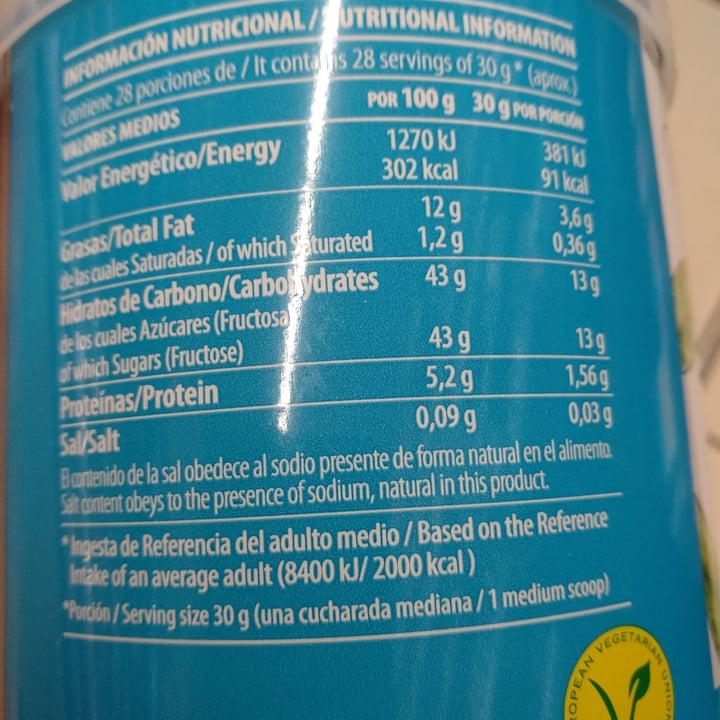 INFORMACIÓN NUTRICIONAL / NUTRITIONAL INFORMATION
Contiene 28 porciones de / It contains 28 servings of 30 g* (aprox.)
VALORES MEDIOS POR 100 g 30 g POR PORCIÓN
Valor Energético/Energy 1270 kJ 381 kJ
302 kcal 91 kcal
Grasas/Total Fat 12 g 3,6 g
de las cuales Saturadas / of which Saturated 1,2 g 0,36 g
Hidratos de Carbono/Carbohydrates 43 g 13 g
de los cuales Azúcares (Fructosa)
of which Sugars (Fructose) 43 g 13 g
Proteínas/Protein 5,2 g 1,56 g
Sal/Salt 0,09 g 0,03 g
El contenido de la sal obedece al sodio presente de forma natural en el alimento.
Salt content obeys to the presence of sodium, natural in this product.
*Ingesta de Referencia del adulto medio / Based on the Reference
Intake of an average adult (8400 kJ/ 2000 kcal )
*Porción / Serving size 30 g (una cucharada mediana / 1 medium scoop)
OPEAN VEGETARIAN UNIO